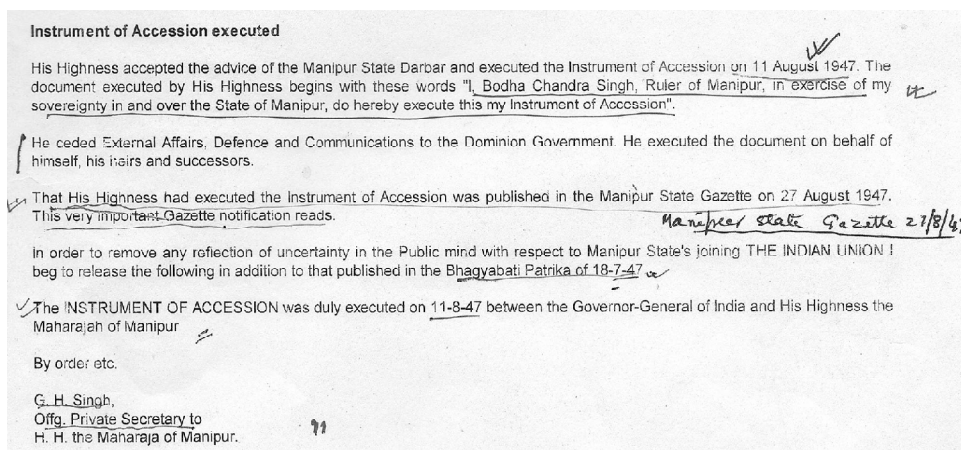 Instrument of Accession executed
His Highness accepted the advice of the Manipur State Darbar and executed the Instrument of Accession on 11 August 1947. The
document executed by His Highness begins with these words "I, Bodha Chandra Singh, Ruler of Manipur, in exercise of my
sovereignty in and over the State of Manipur, do hereby execute this my Instrument of Accession".
He ceded External Affairs, Defence and Communications to the Dominion Government. He executed the document on behalf of
himself, his heirs and successors.
That His Highness had executed the Instrument of Accession was published in the Manipur State Gazette on 27 August 1947.
This very important Gazette notification reads.
Manipur State Gazette 27/8/4
In order to remove any reflection of uncertainty in the Public mind with respect to Manipur State's joining THE INDIAN UNION I
beg to release the following in addition to that published in the Bhagyabati Patrika of 18-7-47
The INSTRUMENT OF ACCESSION was duly executed on 11-8-47 between the Governor-General of India and His Highness the
Maharajah of Manipur
By order etc.
G. H. Singh,
Offg. Private Secretary to
H. H. the Maharaja of Manipur.